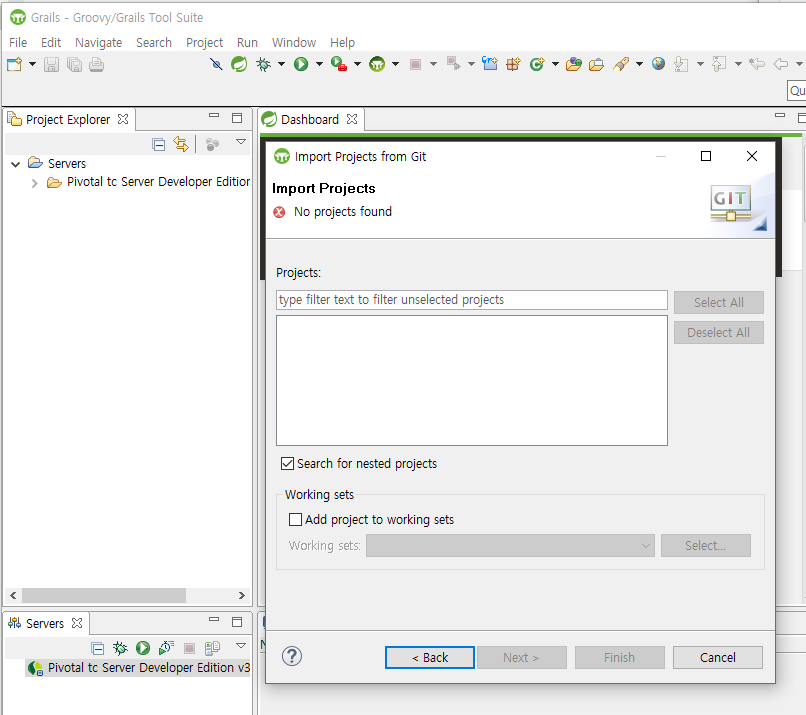 Grails - Groovy/Grails Tool Suite
File Edit Navigate Search Project Run Window Help
Qu
Project Explorer
Dashboard
Servers
Pivotal tc Server Developer Edition
Import Projects from Git
Import Projects
No projects found
GIT
Projects:
type filter text to filter unselected projects
Select All
Deselect All
Search for nested projects
Working sets
Add project to working sets
Working sets:
Select...
< Back
Next >
Finish
Cancel
Servers
Pivotal tc Server Developer Edition v3